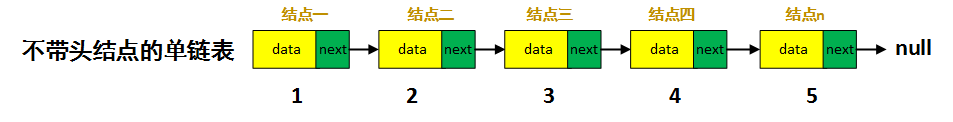 结点一 结点二 结点三 结点四 结点n
不带头结点的单链表 data next data next data next data next data next null
1 2 3 4 5